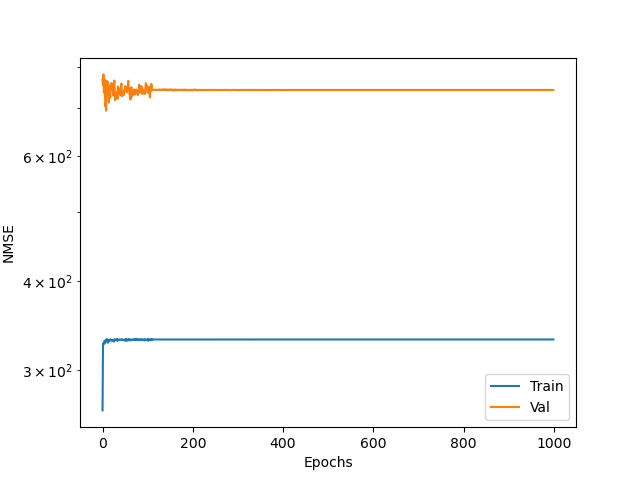 NMSE
6 × 10²
4 × 10²
3 × 10²
0 200 400 600 800 1000
Epochs
Train
Val